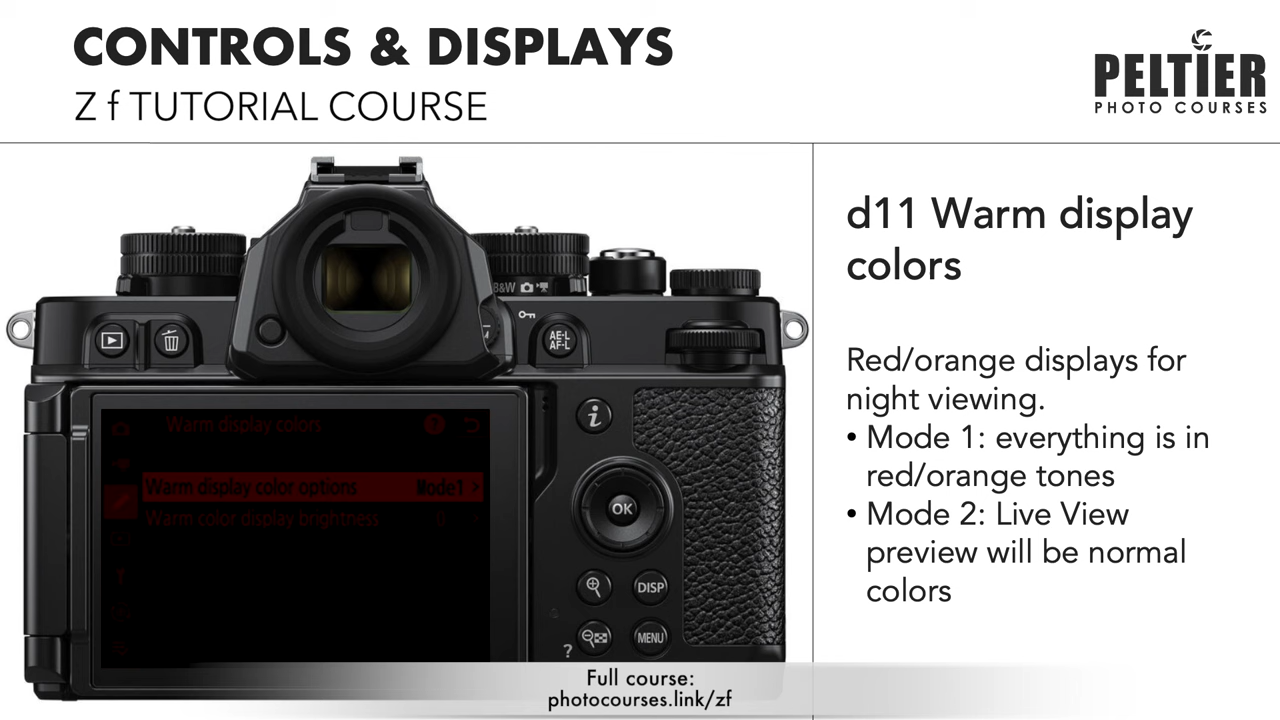 CONTROLS & DISPLAYS
Z f TUTORIAL COURSE
PELTIER
PHOTO COURSES
B&W
AE-L
AF-L
i
OK
DISP
MENU
?
Warm display colors
?
Warm display color options Mode1
Warm color display brightness 0
d11 Warm display
colors
Red/orange displays for
night viewing.
• Mode 1: everything is in
red/orange tones
• Mode 2: Live View
preview will be normal
colors
Full course:
photocourses.link/zf